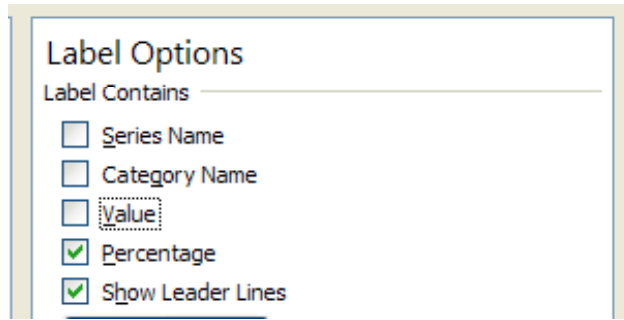 Label Options
Label Contains
Series Name
Category Name
Value
Percentage
Show Leader Lines